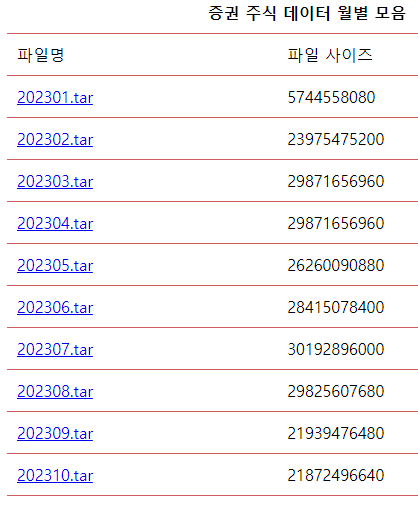 증권 주식 데이터 월별 모음
파일명 파일 사이즈
202301.tar 5744558080
202302.tar 23975475200
202303.tar 29871656960
202304.tar 29871656960
202305.tar 26260090880
202306.tar 28415078400
202307.tar 30192896000
202308.tar 29825607680
202309.tar 21939476480
202310.tar 21872496640